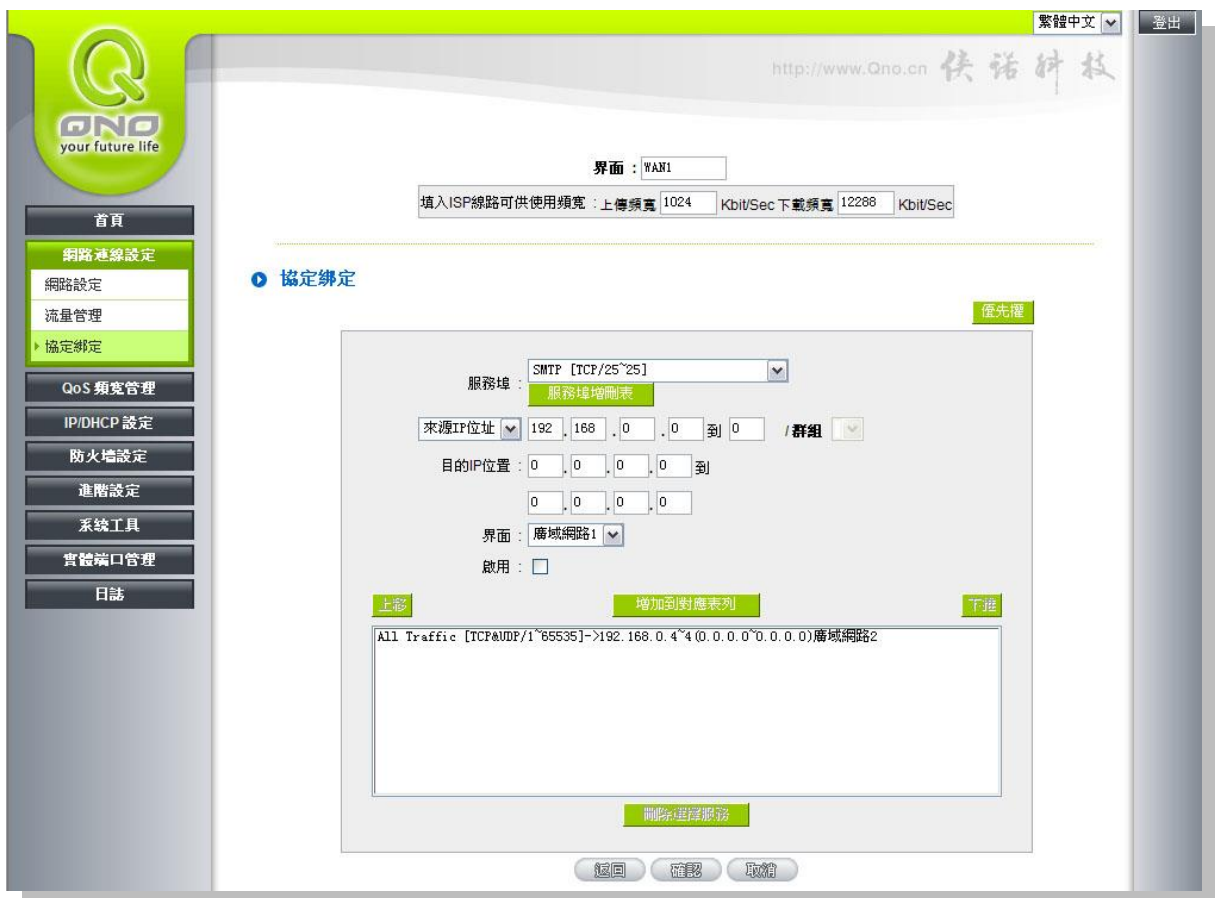 繁體中文
登出
QNO
your future life
http://www.Qno.cn 俠諾科技
界面 : WAN1
填入ISP線路可供使用頻寬 : 上傳頻寬 1024 Kbit/Sec 下載頻寬 12288 Kbit/Sec
首頁
網路連線設定
網路設定
流量管理
協定綁定
QoS 頻寬管理
IP/DHCP 設定
防火墻設定
進階設定
系統工具
實體端口管理
日誌
協定綁定
優先權
服務埠 : SMTP [TCP/25~25]
服務埠增刪表
來源IP位址 192 . 168 . 0 . 0 到 0 / 群組
目的IP位置 : 0 . 0 . 0 . 0 到
0 . 0 . 0 . 0
界面 : 廣域網路1
啟用 :
上移
增加到對應表列
下推
All Traffic [TCP&UDP/1~65535]->192.168.0.4~4(0.0.0.0~0.0.0.0)廣域網路2
刪除選擇服務
返回
確認
取消